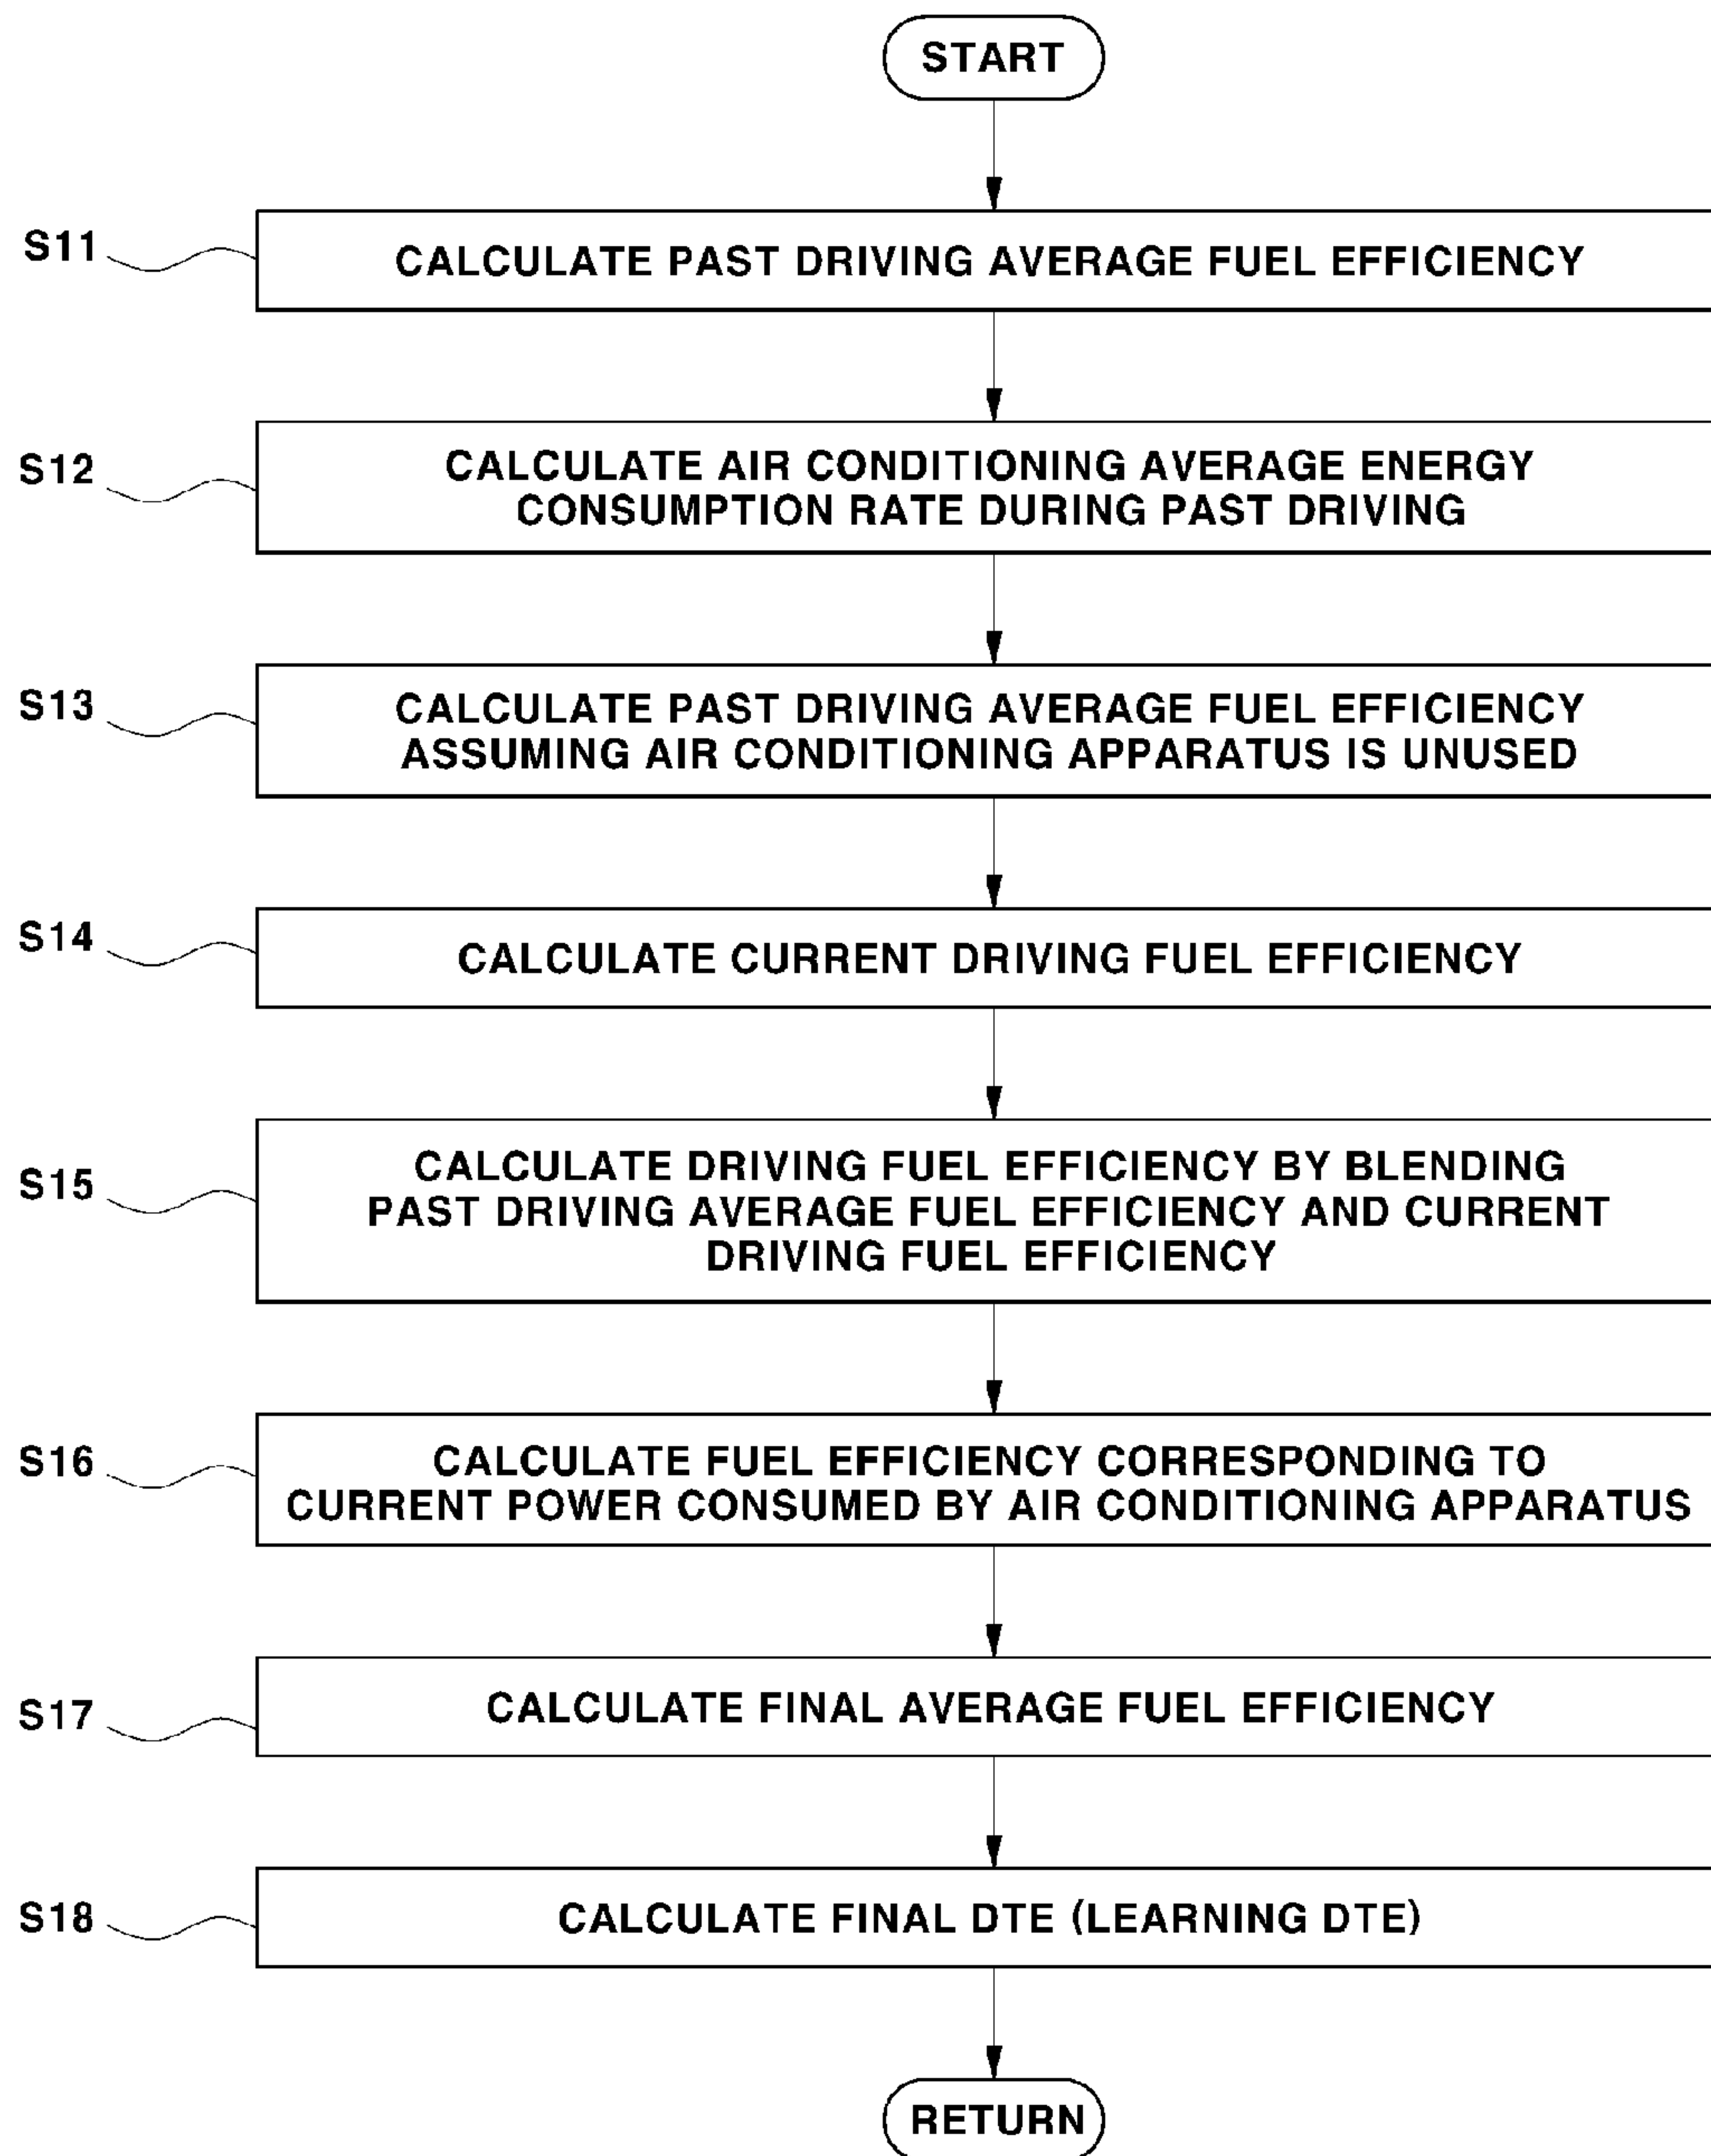 START
S11
CALCULATE PAST DRIVING AVERAGE FUEL EFFICIENCY
S12
CALCULATE AIR CONDITIONING AVERAGE ENERGY
CONSUMPTION RATE DURING PAST DRIVING
S13
CALCULATE PAST DRIVING AVERAGE FUEL EFFICIENCY
ASSUMING AIR CONDITIONING APPARATUS IS UNUSED
S14
CALCULATE CURRENT DRIVING FUEL EFFICIENCY
S15
CALCULATE DRIVING FUEL EFFICIENCY BY BLENDING
PAST DRIVING AVERAGE FUEL EFFICIENCY AND CURRENT
DRIVING FUEL EFFICIENCY
S16
CALCULATE FUEL EFFICIENCY CORRESPONDING TO
CURRENT POWER CONSUMED BY AIR CONDITIONING APPARATUS
S17
CALCULATE FINAL AVERAGE FUEL EFFICIENCY
S18
CALCULATE FINAL DTE (LEARNING DTE)
RETURN